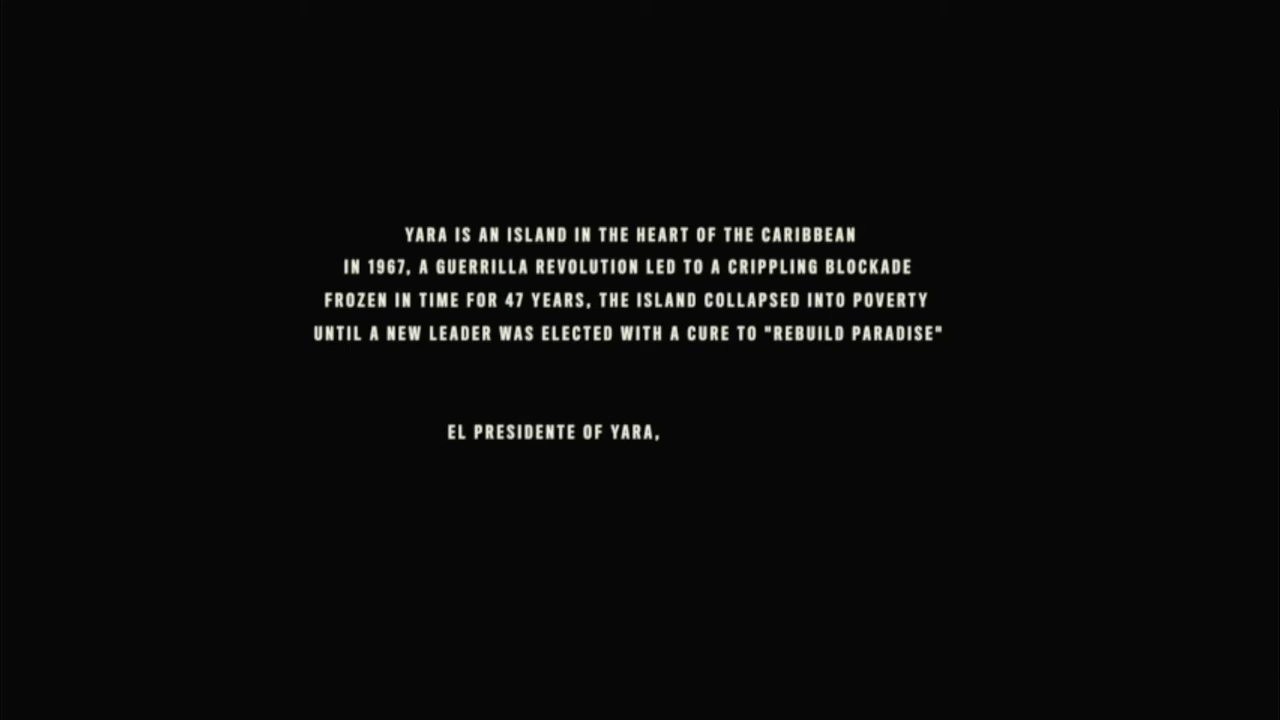 YARA IS AN ISLAND IN THE HEART OF THE CARIBBEAN
IN 1967, A GUERRILLA REVOLUTION LED TO A CRIPPLING BLOCKADE
FROZEN IN TIME FOR 47 YEARS, THE ISLAND COLLAPSED INTO POVERTY
UNTIL A NEW LEADER WAS ELECTED WITH A CURE TO "REBUILD PARADISE"
EL PRESIDENTE OF YARA,